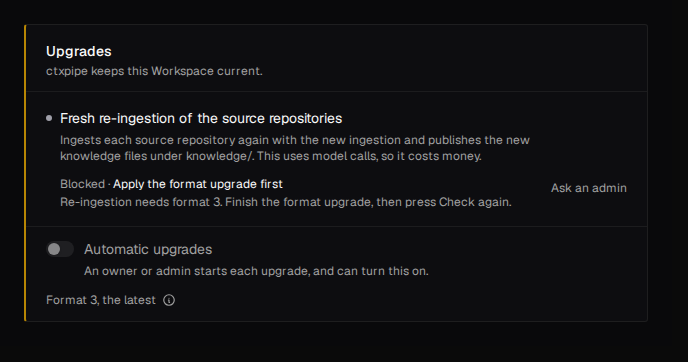 Upgrades
ctxpipe keeps this Workspace current.
Fresh re-ingestion of the source repositories
Ingests each source repository again with the new ingestion and publishes the new
knowledge files under knowledge/. This uses model calls, so it costs money.
Blocked · Apply the format upgrade first
Ask an admin
Re-ingestion needs format 3. Finish the format upgrade, then press Check again.
Automatic upgrades
An owner or admin starts each upgrade, and can turn this on.
Format 3, the latest